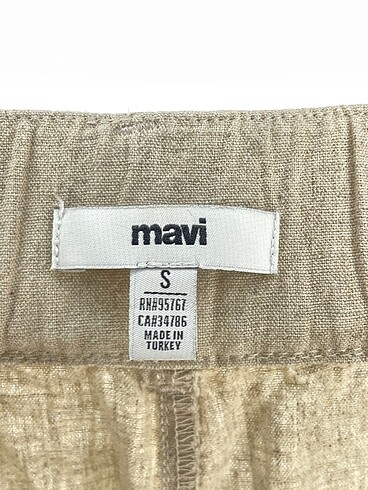 mavi
S
RN#95767
CA#34786
MADE IN
TURKEY